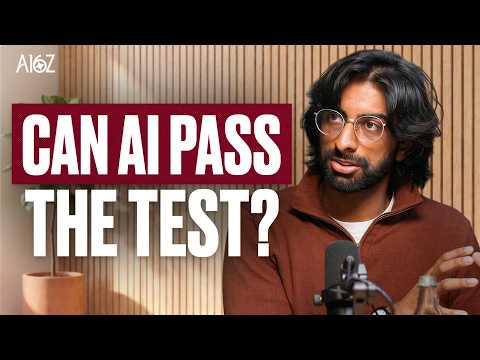 A16Z
CAN AI PASS
THE TEST?